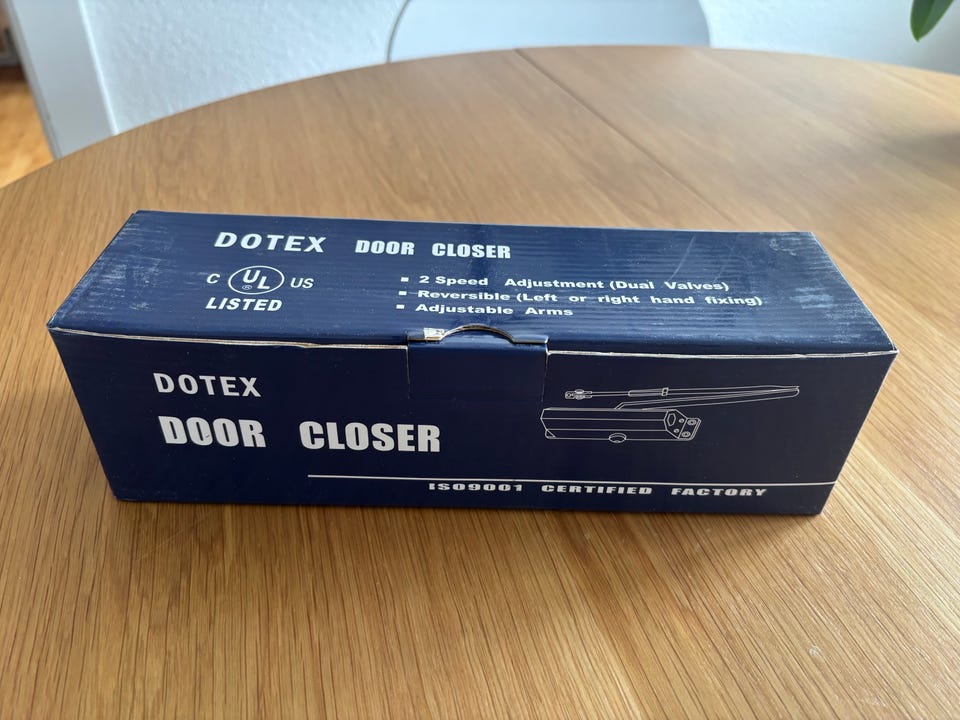 DOTEX DOOR CLOSER
C UL ® US
LISTED
2 Speed Adjustment (Dual Valves)
Reversible (Left or right hand fixing)
Adjustable Arms
DOTEX
DOOR CLOSER
ISO9001 CERTIFIED FACTORY